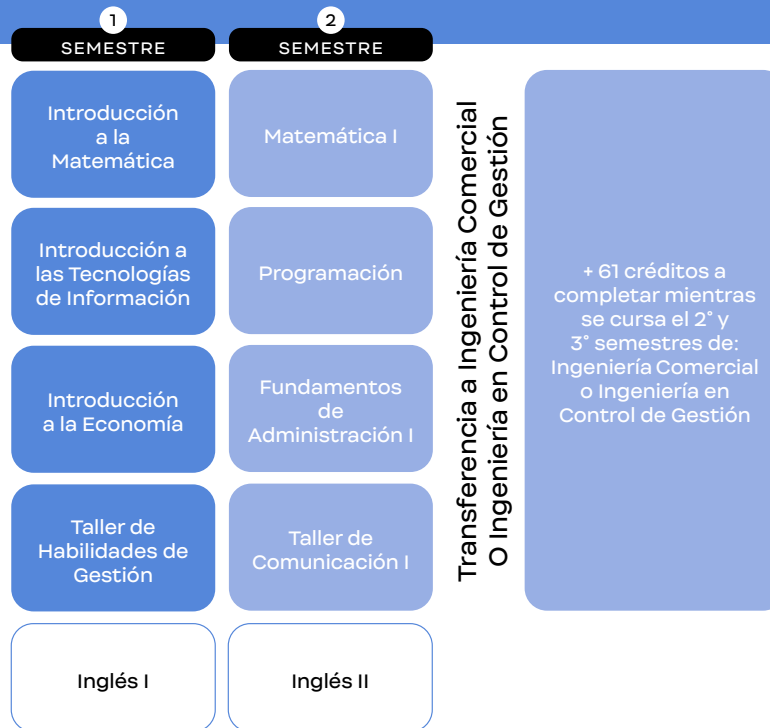 1
SEMESTRE
Introducción
a la
Matemática
Introducción a
las Tecnologías
de Información
Introducción
a la Economía
Taller de
Habilidades de
Gestión
Inglés I
2
SEMESTRE
Matemática I
Programación
Fundamentos
de
Administración I
Taller de
Comunicación I
Inglés II
Transferencia a Ingeniería Comercial
O Ingeniería en Control de Gestión
+ 61 créditos a
completar mientras
se cursa el 2° y
3° semestres de:
Ingeniería Comercial
o Ingeniería en
Control de Gestión